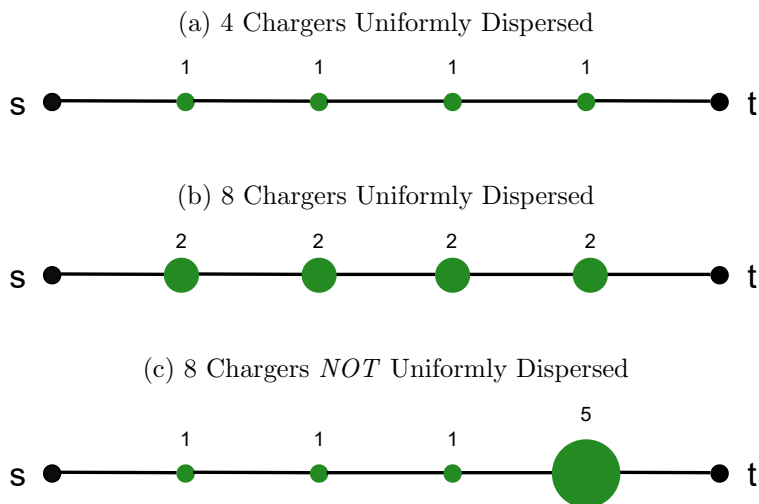 (a) 4 Chargers Uniformly Dispersed
1 1 1 1
s t
(b) 8 Chargers Uniformly Dispersed
2 2 2 2
s t
(c) 8 Chargers NOT Uniformly Dispersed
5
1 1 1
s t